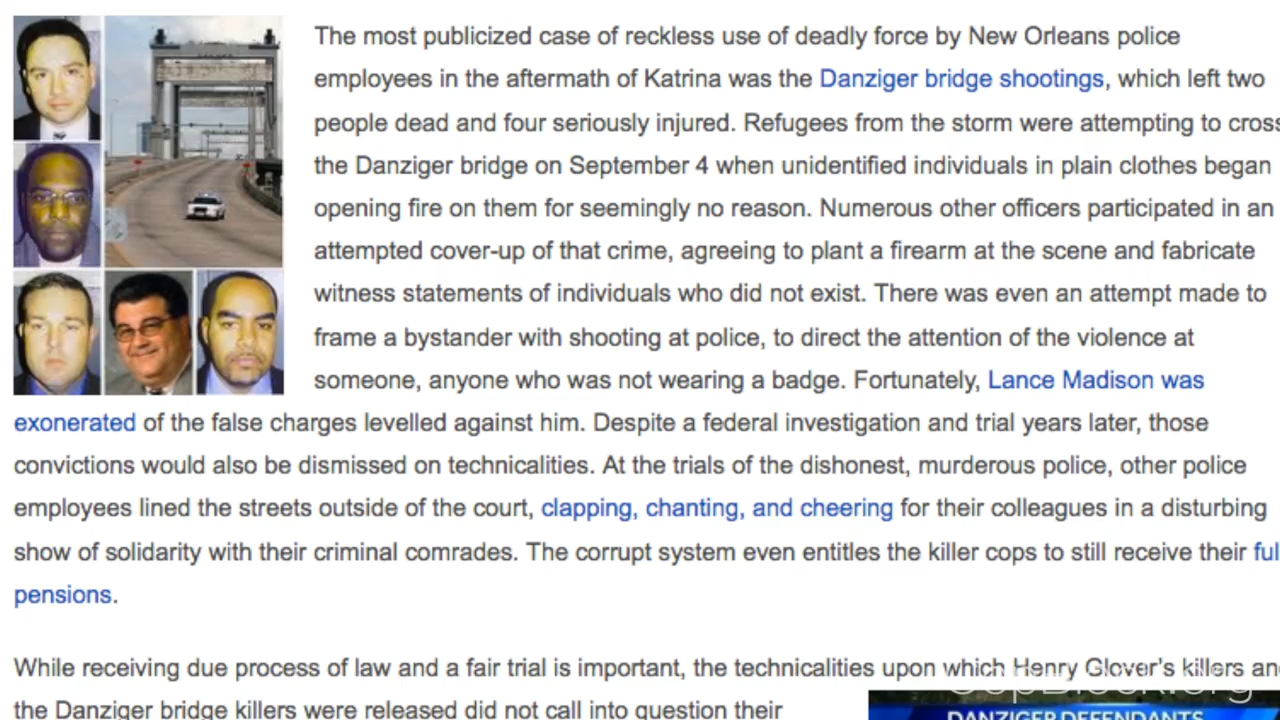 The most publicized case of reckless use of deadly force by New Orleans police
employees in the aftermath of Katrina was the Danziger bridge shootings, which left two
people dead and four seriously injured. Refugees from the storm were attempting to cross
the Danziger bridge on September 4 when unidentified individuals in plain clothes began
opening fire on them for seemingly no reason. Numerous other officers participated in an
attempted cover-up of that crime, agreeing to plant a firearm at the scene and fabricate
witness statements of individuals who did not exist. There was even an attempt made to
frame a bystander with shooting at police, to direct the attention of the violence at
someone, anyone who was not wearing a badge. Fortunately, Lance Madison was
exonerated of the false charges levelled against him. Despite a federal investigation and trial years later, those
convictions would also be dismissed on technicalities. At the trials of the dishonest, murderous police, other police
employees lined the streets outside of the court, clapping, chanting, and cheering for their colleagues in a disturbing
show of solidarity with their criminal comrades. The corrupt system even entitles the killer cops to still receive their ful
pensions.
While receiving due process of law and a fair trial is important, the technicalities upon which Henry Glover's killers an
the Danziger bridge killers were released did not call into question their
CopBlock.org
DANZIGER DEFENDANTS